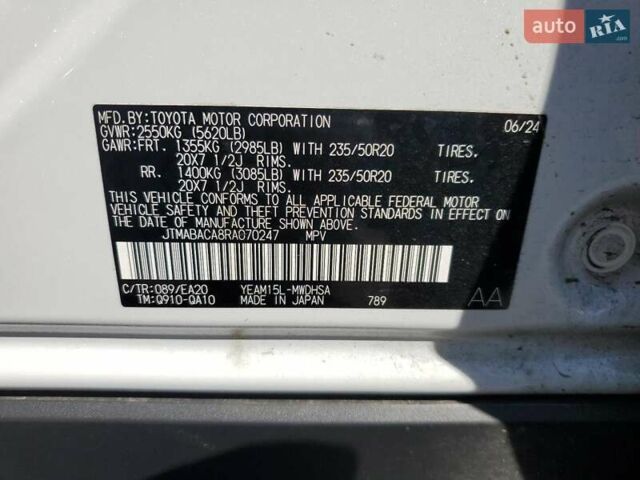 auto RIA.com
MFD.BY:TOYOTA MOTOR CORPORATION 06/24
GVWR:2550KG (5620LB)
GAWR:FRT. 1355KG (2985LB) WITH 235/50R20 TIRES.
20X7 1/2J RIMS.
RR. 1400KG (3085LB) WITH 235/50R20 TIRES.
20X7 1/2J RIMS.
THIS VEHICLE CONFORMS TO ALL APPLICABLE FEDERAL MOTOR
VEHICLE SAFETY AND THEFT PREVENTION STANDARDS IN EFFECT ON
THE DATE OF MANUFACTURE SHOWN ABOVE.
JTMABACA8RA070247 MPV
C/TR:089/EA20 YEAM15L-MWDHSA
TM:Q910-QA10 MADE IN JAPAN 789 AA